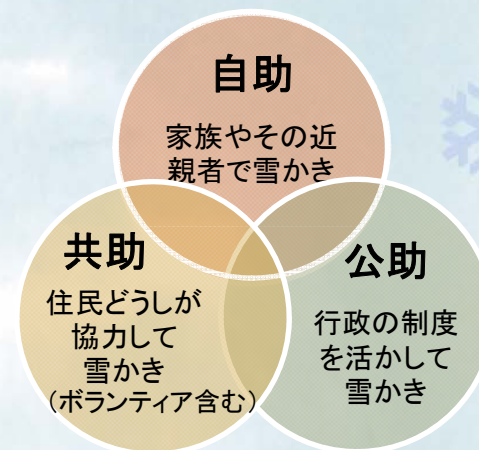 自助
家族やその近
親者で雪かき
共助
住民どうしが
協力して
雪かき
（ボランティア含む）
公助
行政の制度
を活かして
雪かき